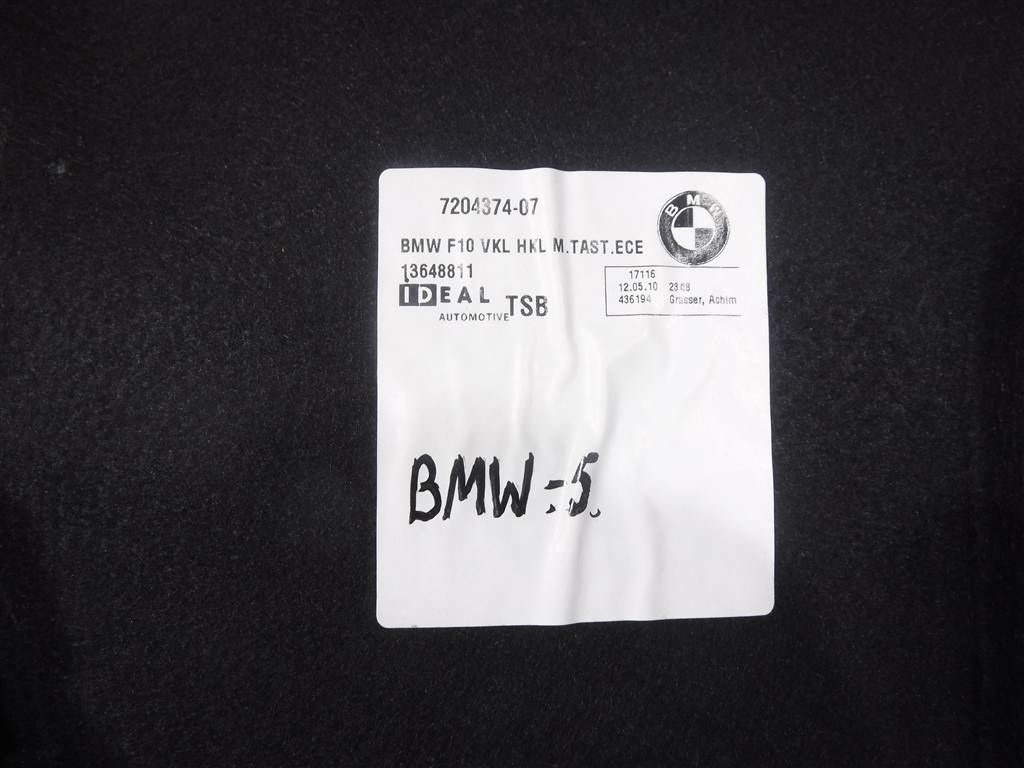 7204374-07
BMW
BMW F10 VKL HKL M.TAST.ECE
13648811
17116
12.05.10 23:08
436194 Grasser, Achim
IDEAL TSB
AUTOMOTIVE
BMW-5.